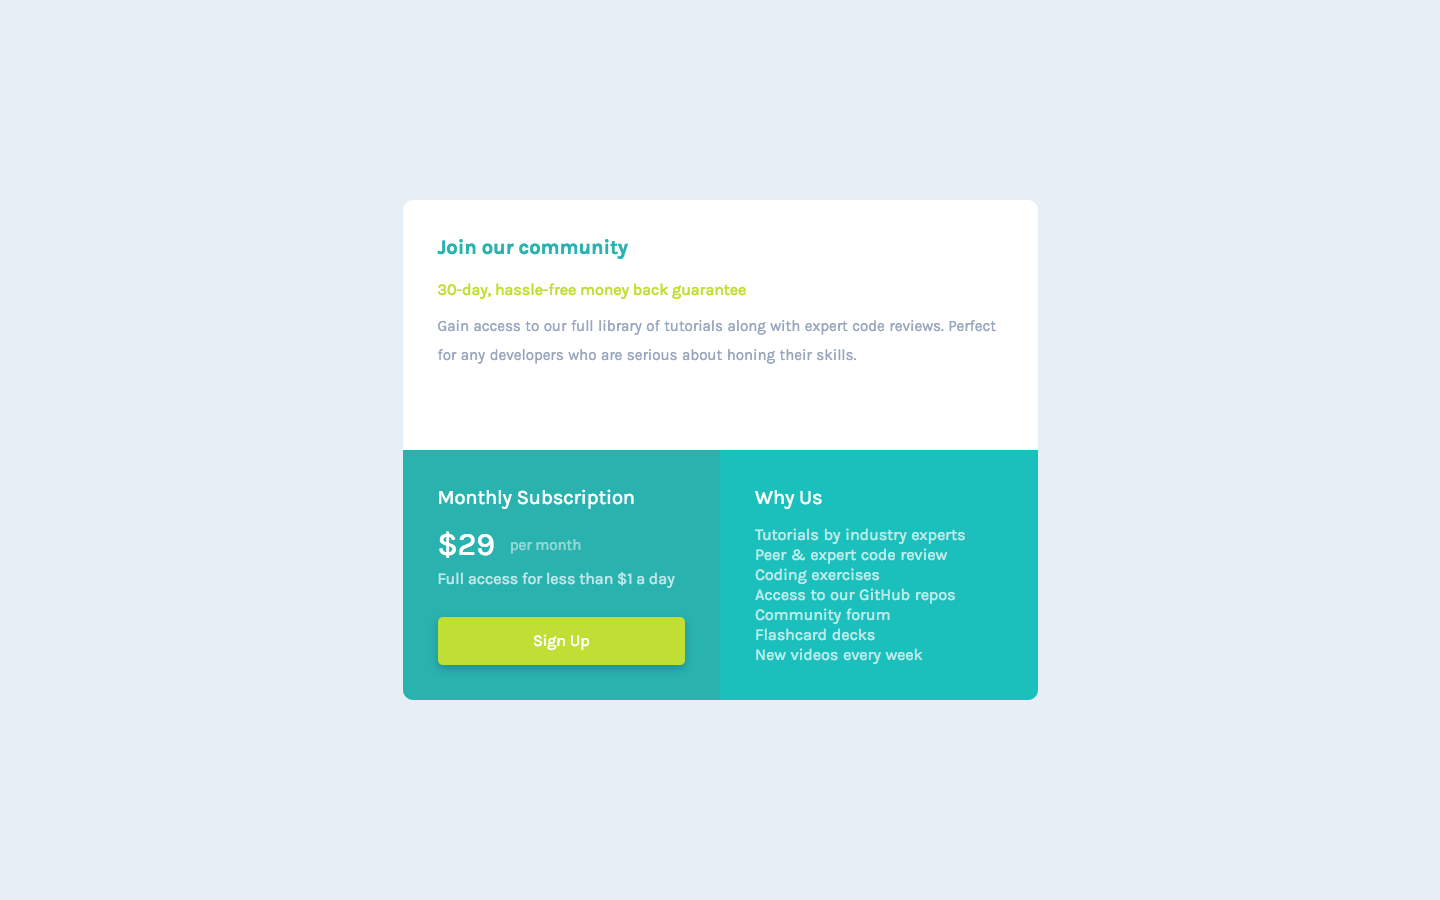 Join our community
30-day, hassle-free money back guarantee
Gain access to our full library of tutorials along with expert code reviews. Perfect
for any developers who are serious about honing their skills.
Monthly Subscription
$29 per month
Full access for less than $1 a day
Sign Up
Why Us
Tutorials by industry experts
Peer & expert code review
Coding exercises
Access to our GitHub repos
Community forum
Flashcard decks
New videos every week